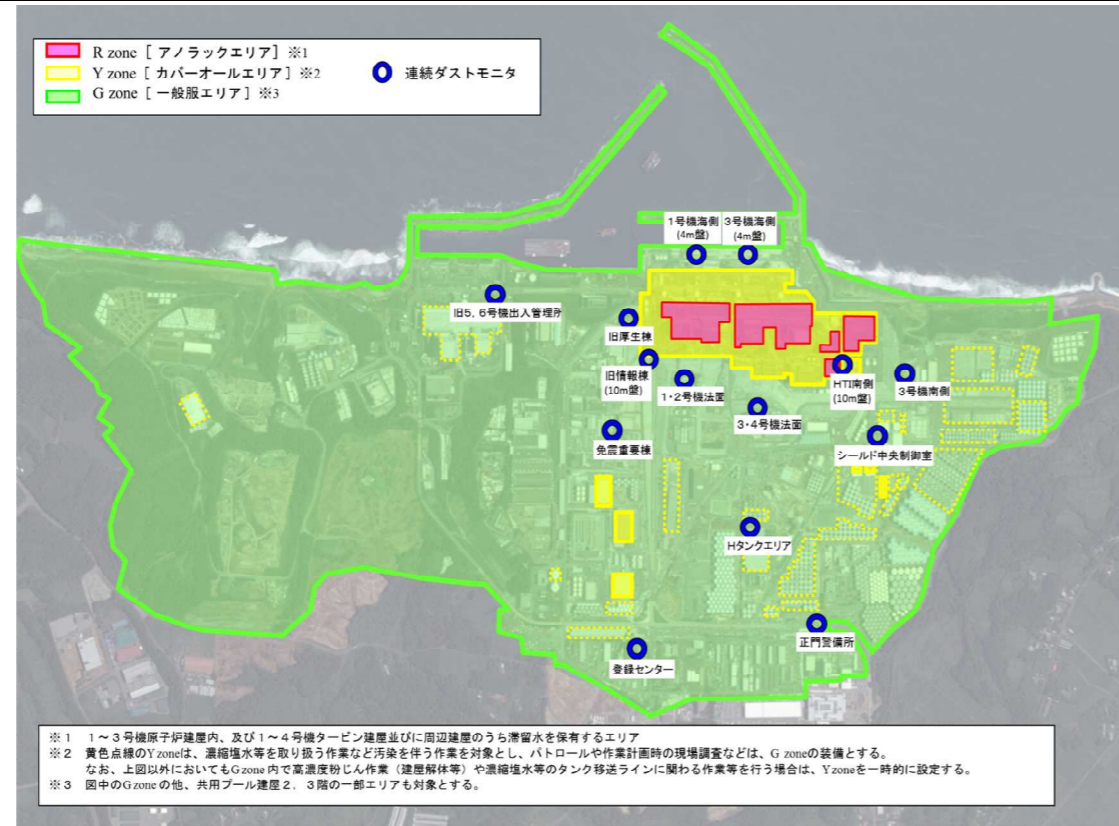 R zone [ アノラックエリア] ※1
Y zone [ カバーオールエリア] ※2
G zone [ 一般服エリア] ※3
連続ダストモニタ
1号機海側
(4m盤)
3号機海側
(4m盤)
旧5,6号機出入管理所
旧厚生棟
旧情報棟
(10m盤)
1・2号機法面
HTI南側
(10m盤)
3号機南側
3・4号機法面
免震重要棟
シールド中央制御室
Hタンクエリア
正門警備所
登録センター
※1 1~3号機原子炉建屋内、及び1~4号機タービン建屋並びに周辺建屋のうち滞留水を保有するエリア
※2 黄色点線のYzoneは、濃縮塩水等を取り扱う作業など汚染を伴う作業を対象とし、パトロールや作業計画時の現場調査などは、G zoneの装備とする。
なお、上図以外においてもGzone内で高濃度粉じん作業(建屋解体等)や濃縮塩水等のタンク移送ラインに関わる作業等を行う場合は、Yzoneを一時的に設定する。
※3 図中のGzoneの他、共用プール建屋2,3階の一部エリアも対象とする。